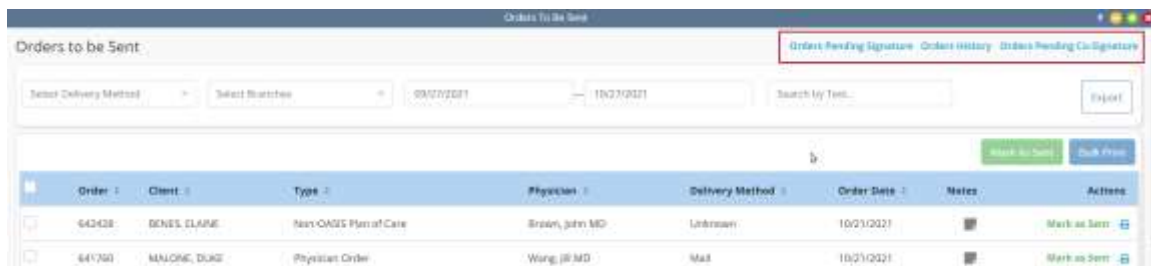 Orders To Be Sent
Orders to be Sent
Orders Pending Signature Orders History Orders Pending Co-Signature
Select Delivery Method Select Branches 09/27/2021 — 10/27/2021 Search by Text... Export
Mark As Sent Bulk Print
Order Client Type Physician Delivery Method Order Date Notes Actions
642428 BENES, ELAINE Non-OASIS Plan of Care Brown, John MD Unknown 10/21/2021 Mark as Sent
641760 MALONE, DUKE Physician Order Wang, Jill MD Mail 10/21/2021 Mark as Sent